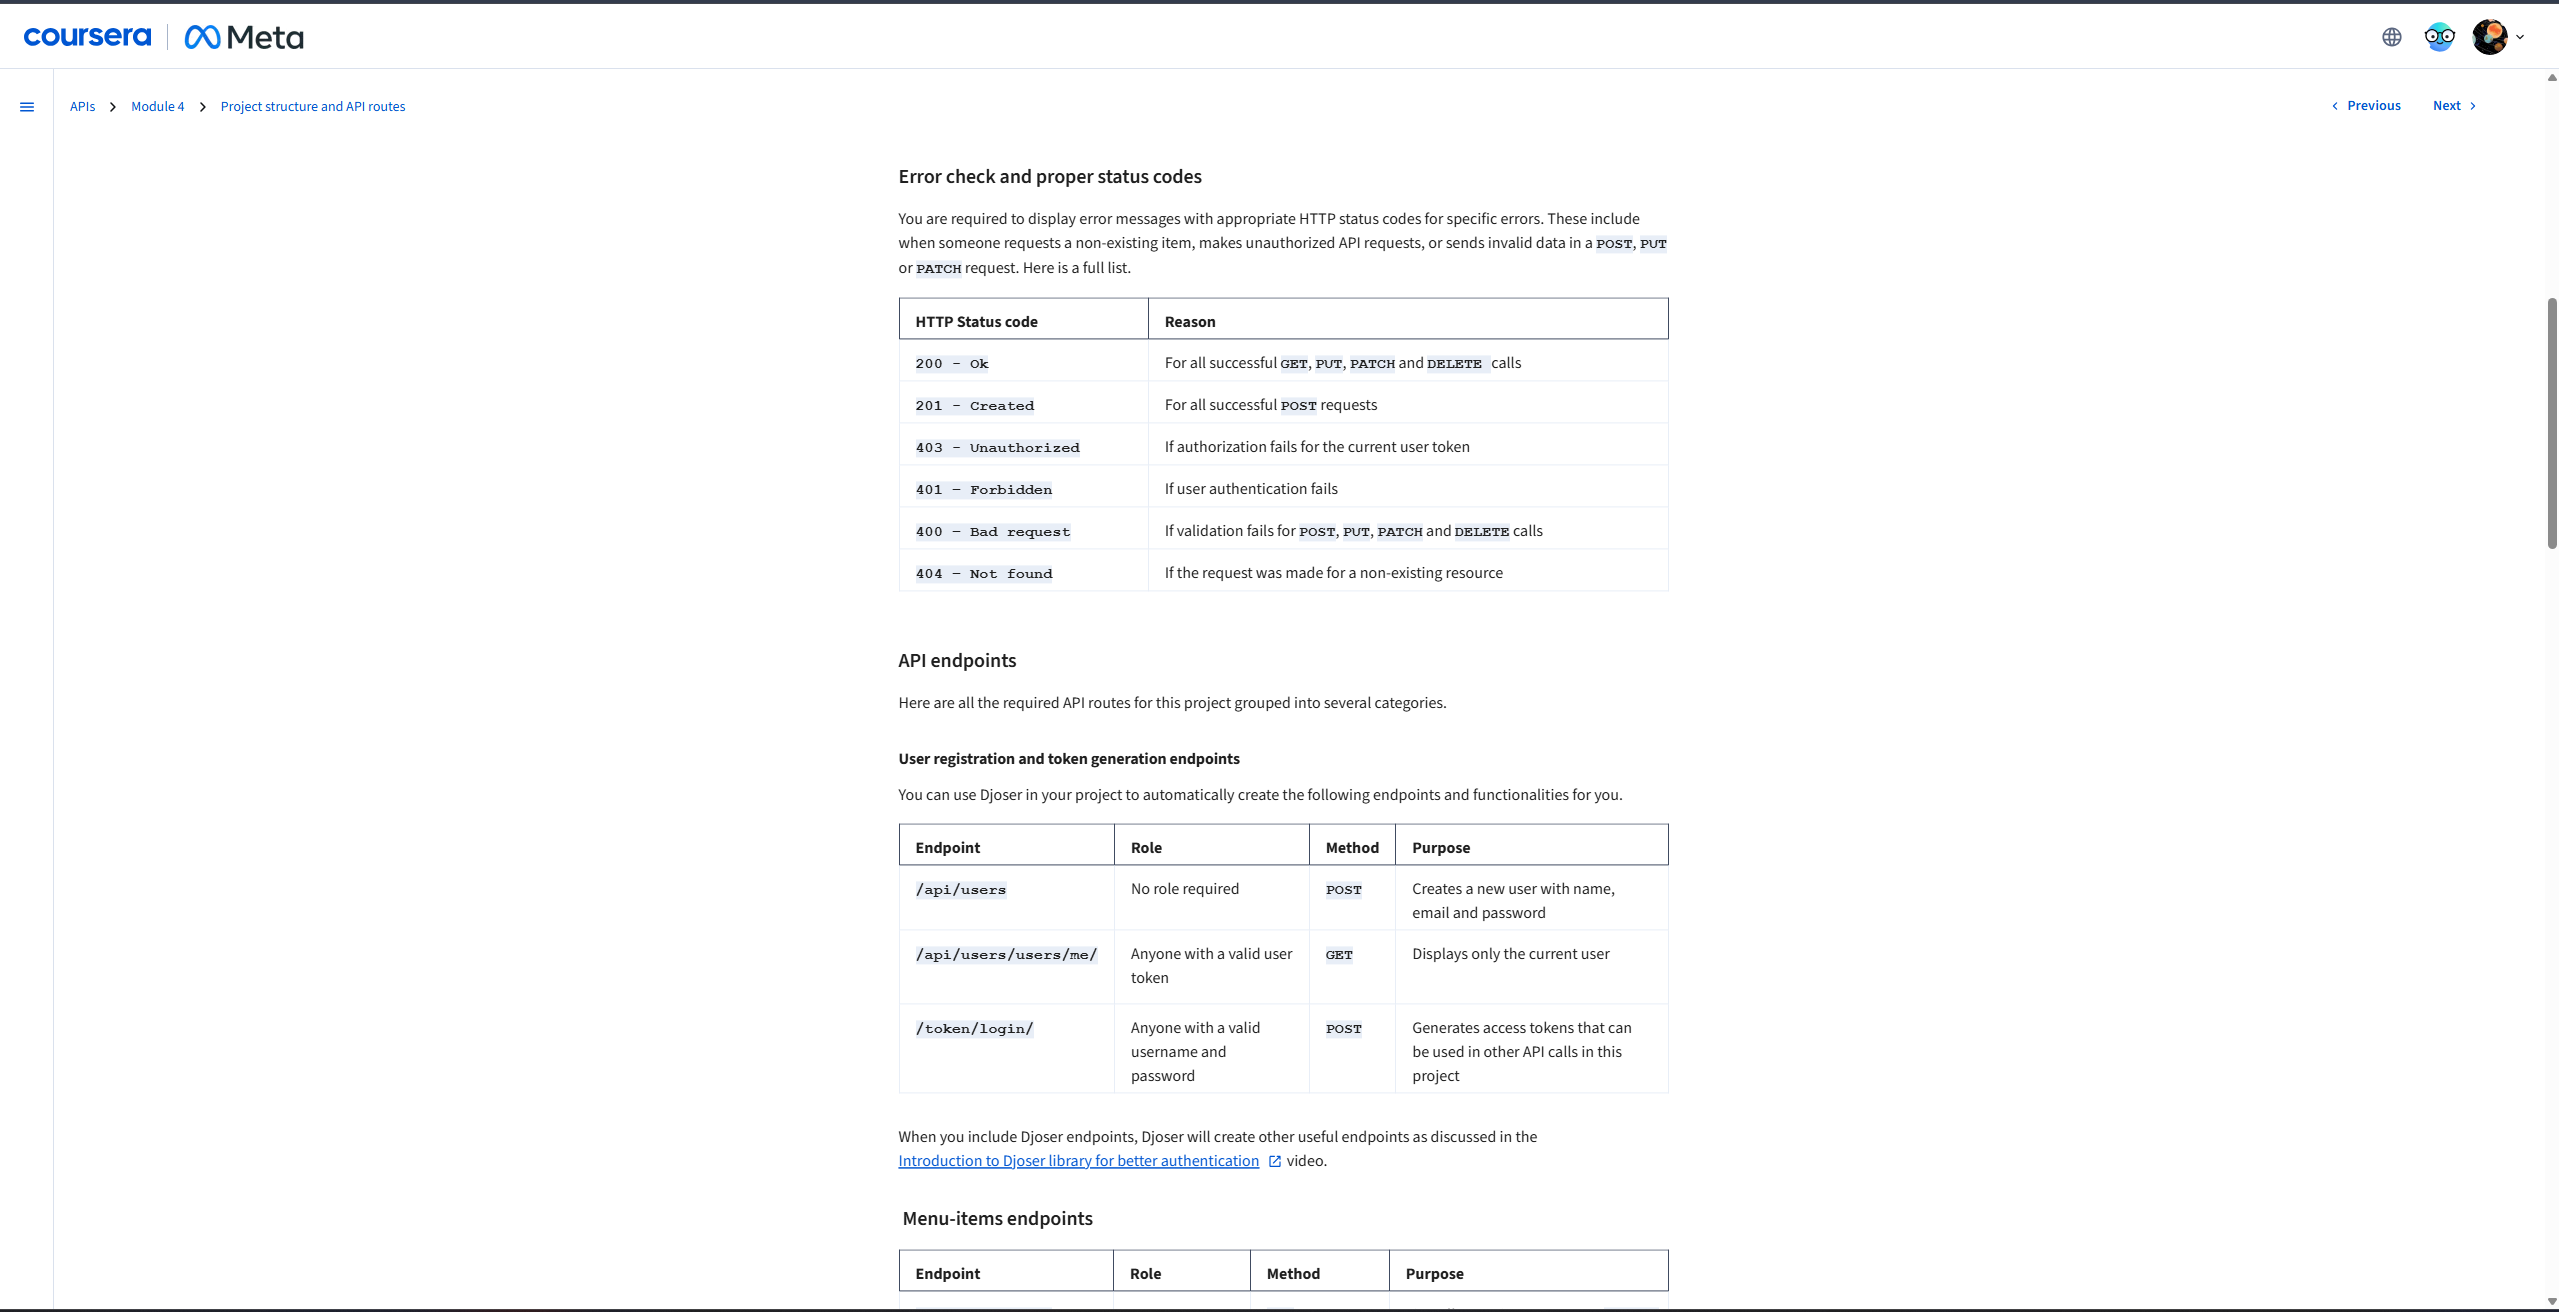 coursera | Meta
APIs > Module 4 > Project structure and API routes
Previous Next
Error check and proper status codes
You are required to display error messages with appropriate HTTP status codes for specific errors. These include
when someone requests a non-existing item, makes unauthorized API requests, or sends invalid data in a POST, PUT
or PATCH request. Here is a full list.
HTTP Status code Reason
200 - Ok For all successful GET, PUT, PATCH and DELETE calls
201 - Created For all successful POST requests
403 - Unauthorized If authorization fails for the current user token
401 – Forbidden If user authentication fails
400 – Bad request If validation fails for POST, PUT, PATCH and DELETE calls
404 – Not found If the request was made for a non-existing resource
API endpoints
Here are all the required API routes for this project grouped into several categories.
User registration and token generation endpoints
You can use Djoser in your project to automatically create the following endpoints and functionalities for you.
Endpoint Role Method Purpose
/api/users No role required POST Creates a new user with name,
email and password
/api/users/users/me/ Anyone with a valid user GET Displays only the current user
token
/token/login/ Anyone with a valid POST Generates access tokens that can
username and be used in other API calls in this
password project
When you include Djoser endpoints, Djoser will create other useful endpoints as discussed in the
Introduction to Djoser library for better authentication video.
Menu-items endpoints
Endpoint Role Method Purpose